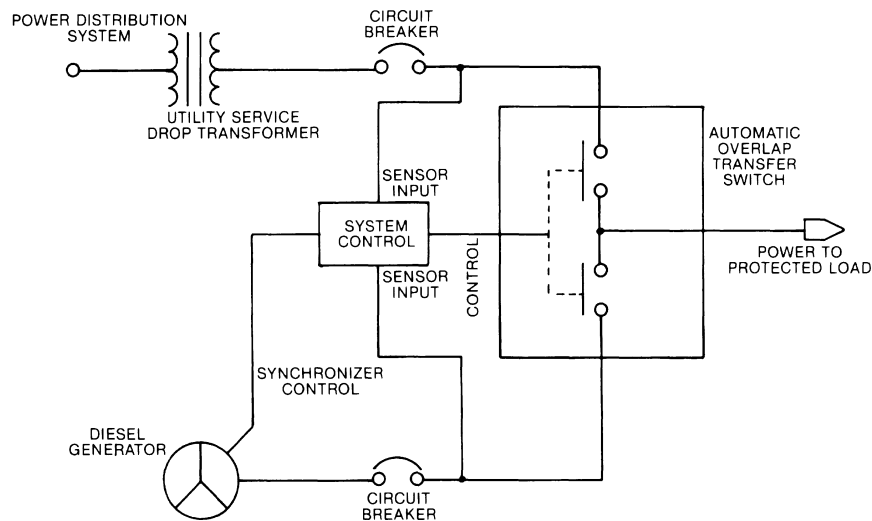 POWER DISTRIBUTION
SYSTEM
CIRCUIT
BREAKER
UTILITY SERVICE
DROP TRANSFORMER
AUTOMATIC
OVERLAP
TRANSFER
SWITCH
SENSOR
INPUT
SYSTEM
CONTROL
SENSOR
INPUT
CONTROL
POWER TO
PROTECTED LOAD
SYNCHRONIZER
CONTROL
DIESEL
GENERATOR
CIRCUIT
BREAKER